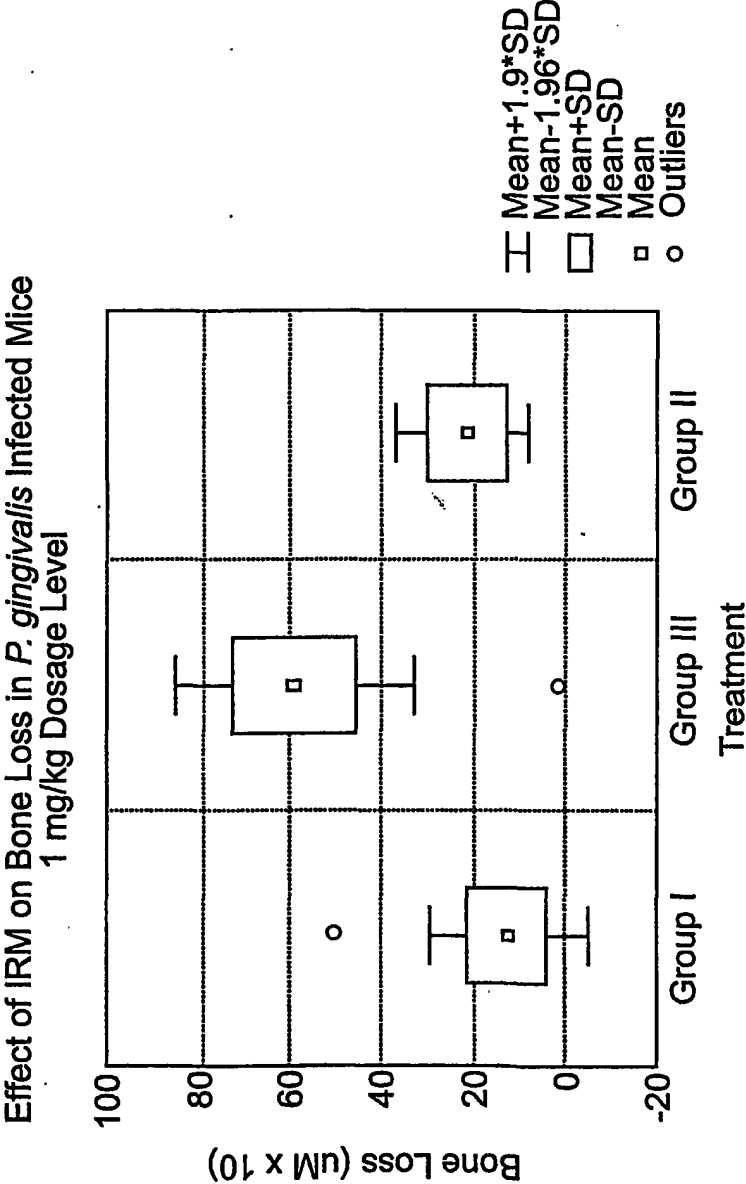 Effect of IRM on Bone Loss in P. gingivalis Infected Mice
1 mg/kg Dosage Level
Bone Loss (uM x 10)
100
80
60
40
20
0
-20
Group I
Group III
Group II
Treatment
Mean+1.9*SD
Mean-1.96*SD
Mean+SD
Mean-SD
Mean
Outliers